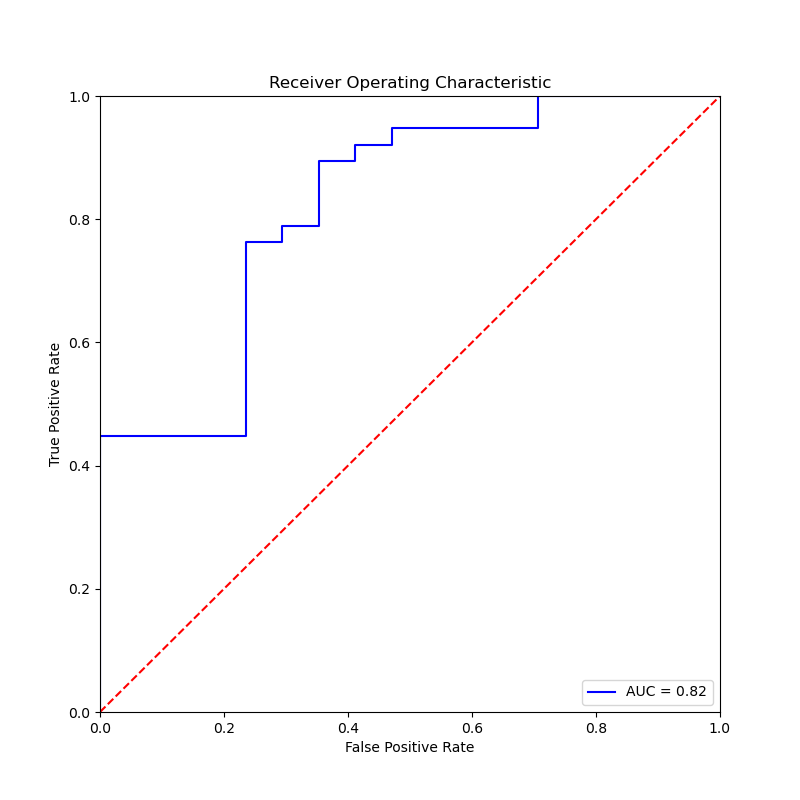 Receiver Operating Characteristic
1.0
0.8
0.6
0.4
0.2
0.0
True Positive Rate
AUC = 0.82
0.0 0.2 0.4 0.6 0.8 1.0
False Positive Rate